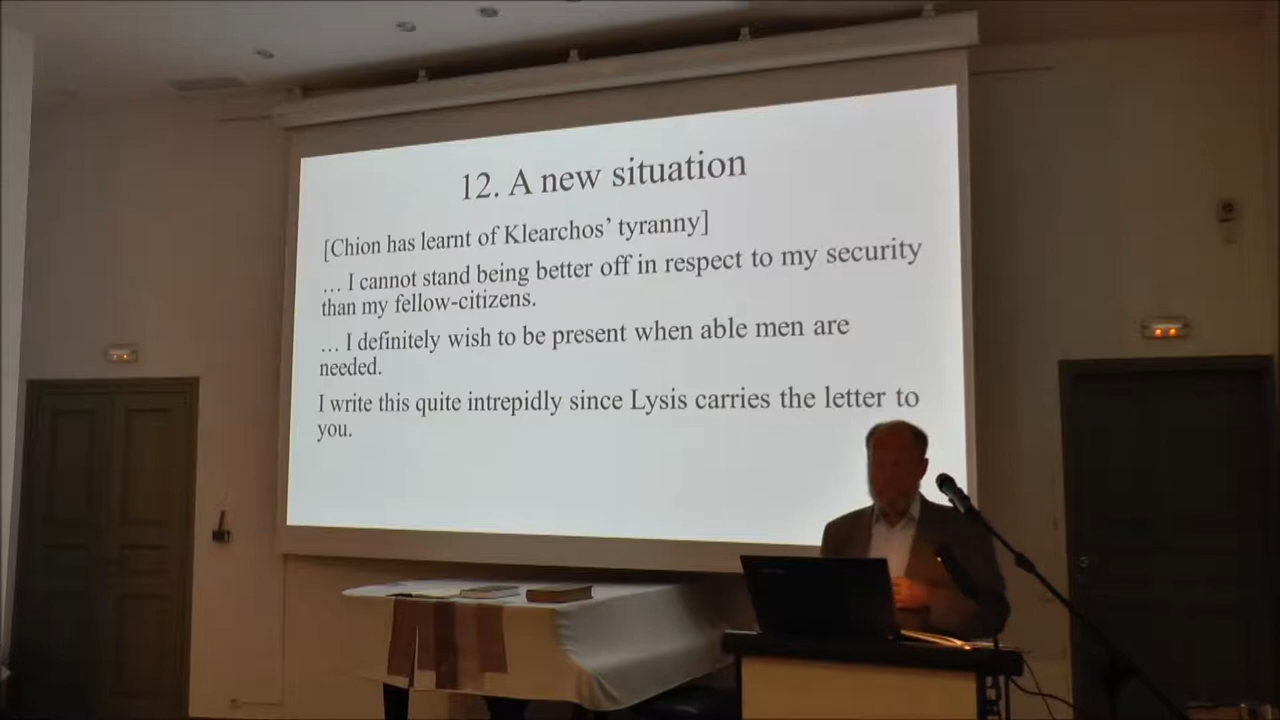 12. A new situation
[Chion has learnt of Klearchos’ tyranny]
… I cannot stand being better off in respect to my security
than my fellow-citizens.
… I definitely wish to be present when able men are
needed.
I write this quite intrepidly since Lysis carries the letter to
you.